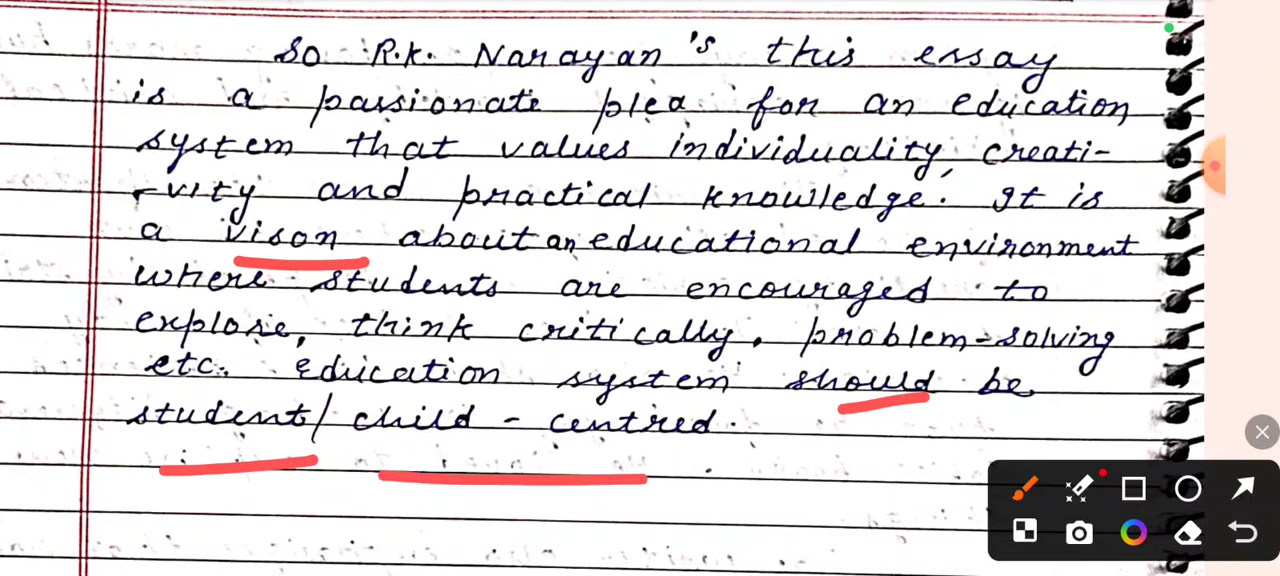 So R.K. Narayan's this essay
is a passionate plea for an education
system that values individuality, creati-
-vity and practical knowledge. It is
a vison about an educational environment
where students are encouraged to
explore, think critically, problem-solving
etc. education system should be
student/ child - centred.